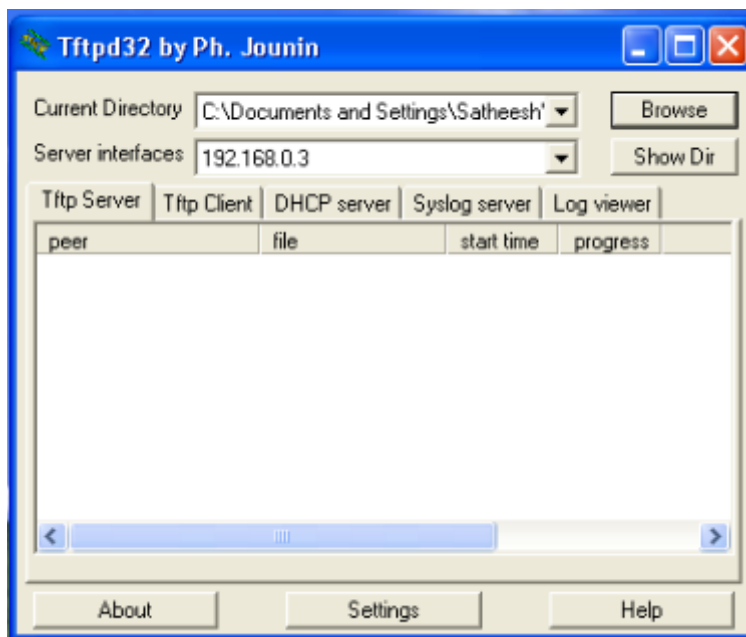 Tftpd32 by Ph. Jounin
Current Directory C:\Documents and Settings\Satheesh' Browse
Server interfaces 192.168.0.3 Show Dir
Tftp Server Tftp Client DHCP server Syslog server Log viewer
peer file start time progress
About Settings Help